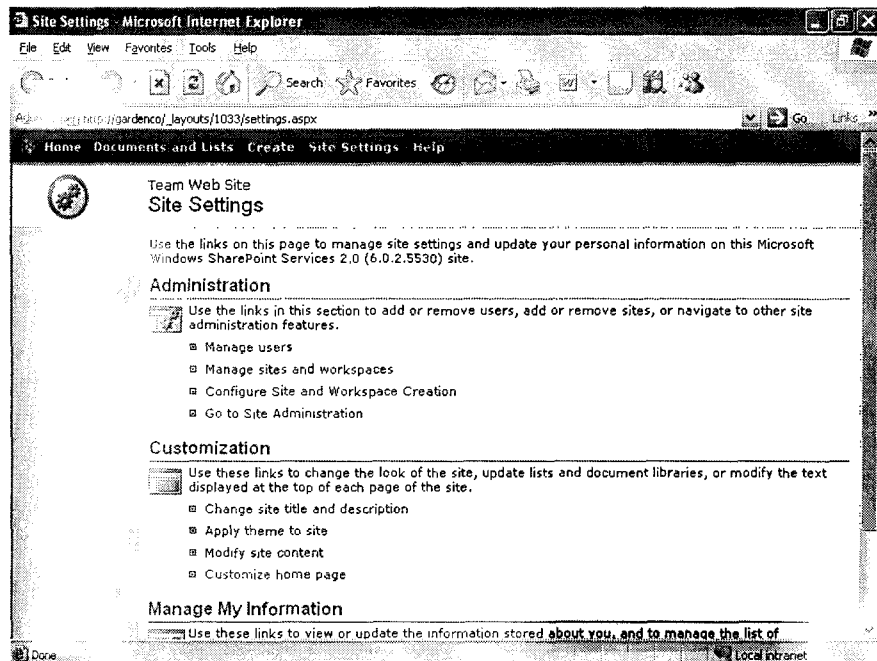 Site Settings - Microsoft Internet Explorer
File Edit View Favorites Tools Help
Search Favorites
http://gardenco/_layouts/1033/settings.aspx Go Links »
Home Documents and Lists Create Site Settings Help
Team Web Site
Site Settings
Use the links on this page to manage site settings and update your personal information on this Microsoft
Windows SharePoint Services 2.0 (6.0.2.5530) site.
Administration
Use the links in this section to add or remove users, add or remove sites, or navigate to other site
administration features.
Manage users
Manage sites and workspaces
Configure Site and Workspace Creation
Go to Site Administration
Customization
Use these links to change the look of the site, update lists and document libraries, or modify the text
displayed at the top of each page of the site.
Change site title and description
Apply theme to site
Modify site content
Customize home page
Manage My Information
Use these links to view or update the information stored about you, and to manage the list of
Done Local intranet